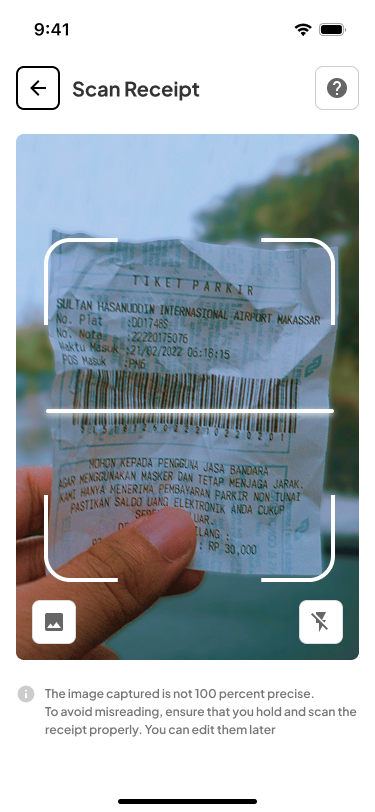 9:41
Scan Receipt
TIKET PARKIR
SULTAN HASANUDDIN INTERNASIONAL AIRPORT MAKASSAR
No. Plat :DD1748S
No. Nota :22220175076
Waktu Masuk :21/02/2022 06:16:15
POS Masuk :PM6
MOHON KEPADA PENGGUNA JASA BANDARA
AGAR MENGGUNAKAN MASKER DAN TETAP MENJAGA JARAK.
KAMI HANYA MENERIMA PEMBAYARAN PARKIR NON TUNAI
PASTIKAN SALDO UANG ELEKTRONIK ANDA CUKUP
: RP 30,000
The image captured is not 100 percent precise.
To avoid misreading, ensure that you hold and scan the
receipt properly. You can edit them later